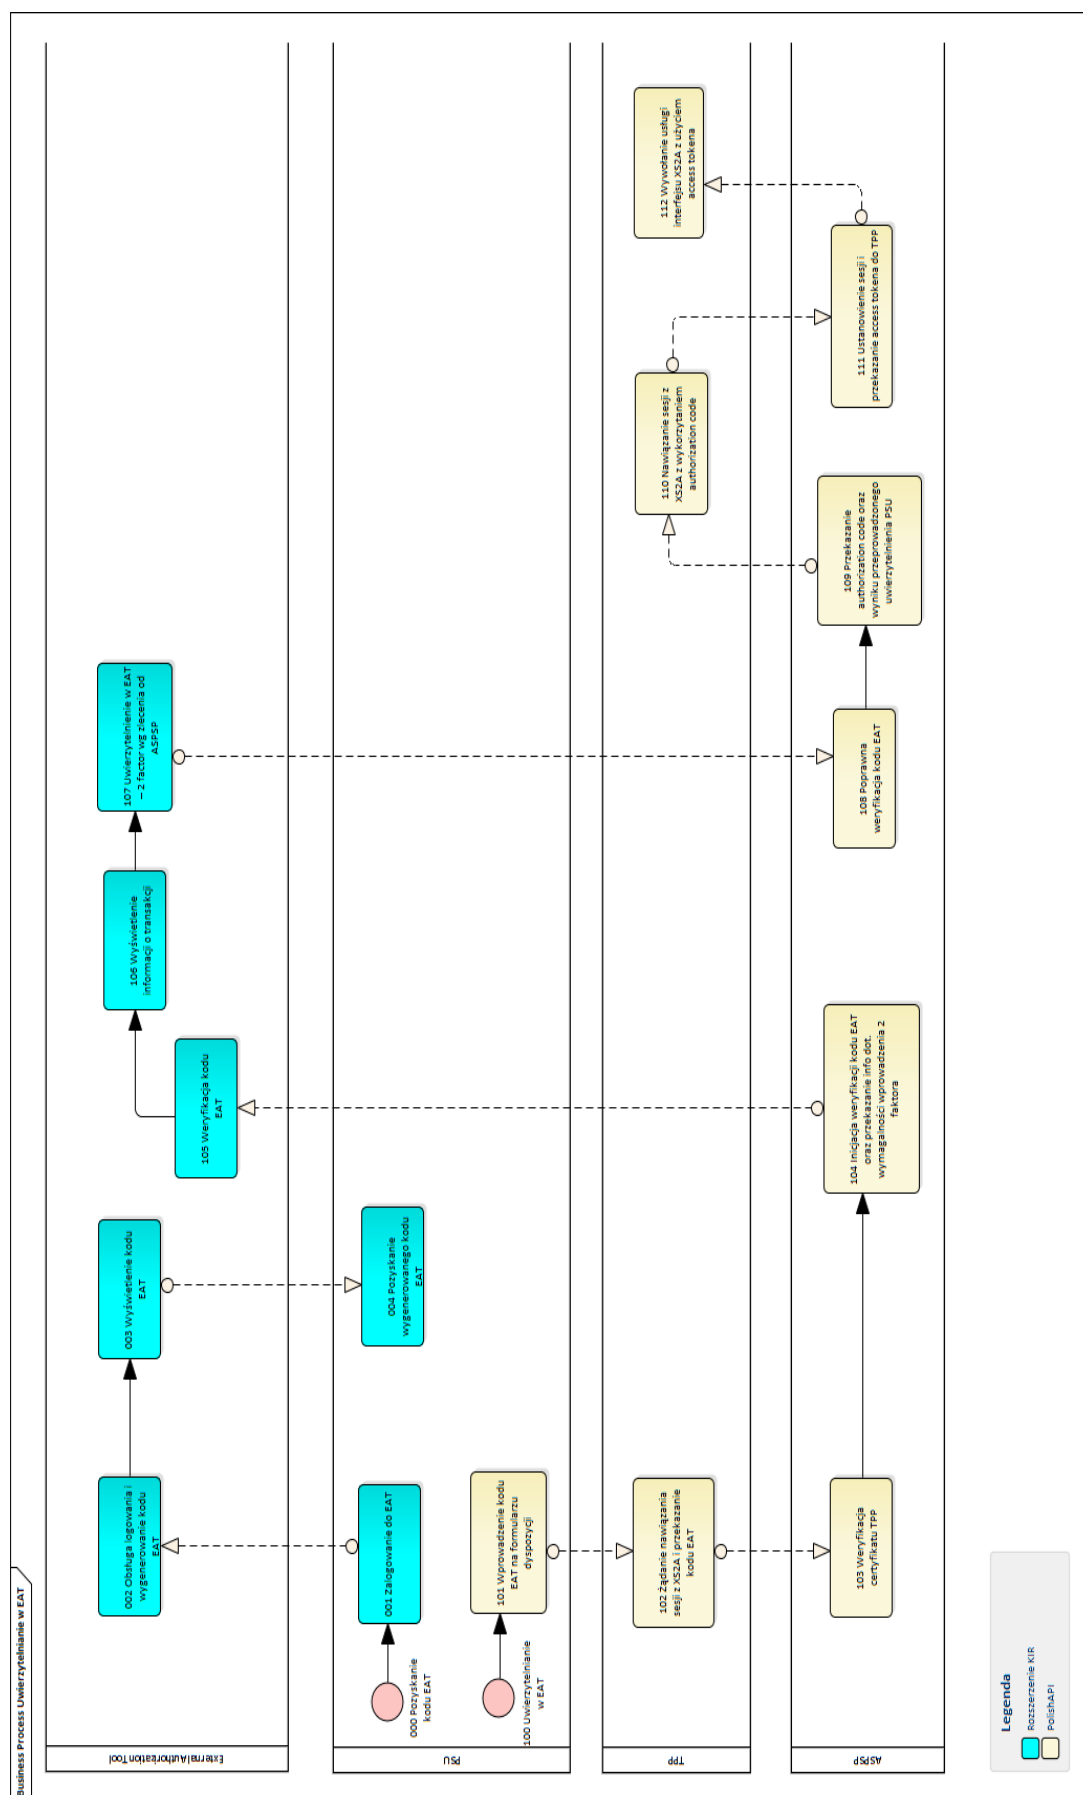 Business Process Uwierzytelnianie w EAT
External Authorization Tool
002 Obsługa logowania i
wygenerowanie kodu
EAT
003 Wyświetlenie kodu
EAT
105 Weryfikacja kodu
EAT
106 Wyświetlenie
informacji o transakcji
107 Uwierzytelnienie w EAT
– 2 factor wg zlecenia od
ASPSP
PSU
000 Pozyskanie
kodu EAT
001 Zalogowanie do EAT
004 Pozyskanie
wygenerowanego kodu
EAT
100 Uwierzytelnianie
w EAT
101 Wprowadzenie kodu
EAT na formularzu
dyspozycji
TPP
102 Żądanie nawiązania
sesji z XS2A i przekazanie
kodu EAT
110 Nawiązanie sesji z
XS2A z wykorzytaniem
authorization code
112 Wywołanie usługi
interfejsu XS2A z użyciem
access tokena
ASPSP
103 Weryfikacja
certyfikatu TPP
104 Inicjacja weryfikacji kodu EAT
oraz przekazanie info dot.
wymagalności wprowadzenia 2
faktora
108 Poprawna
weryfikacja kodu EAT
109 Przekazanie
authorization code oraz
wyniku przeprowadzonego
uwierzytelnienia PSU
111 Ustanowienie sesji i
przekazanie access tokena do TPP
Legenda
Rozszerzenie KIR
PolishAPI